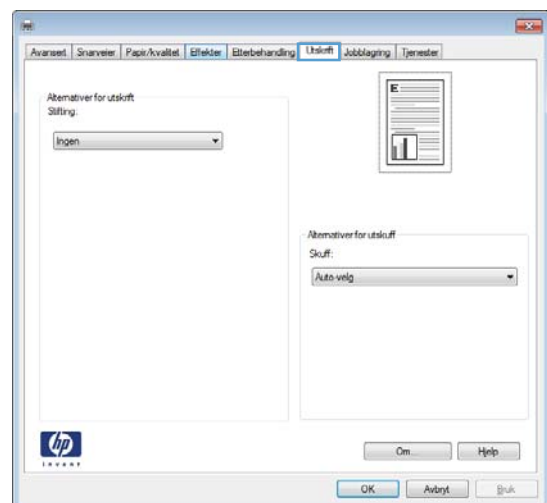 Avansert Snarveier Papir/kvalitet Effekter Etterbehandling Utskrift Jobblagring Tjenester
Alternativer for utskrift
Stifting:
Ingen
E
Alternativer for utskuff
Skuff:
Auto-velg
hp
invent
Om... Hjelp
OK Avbryt Bruk